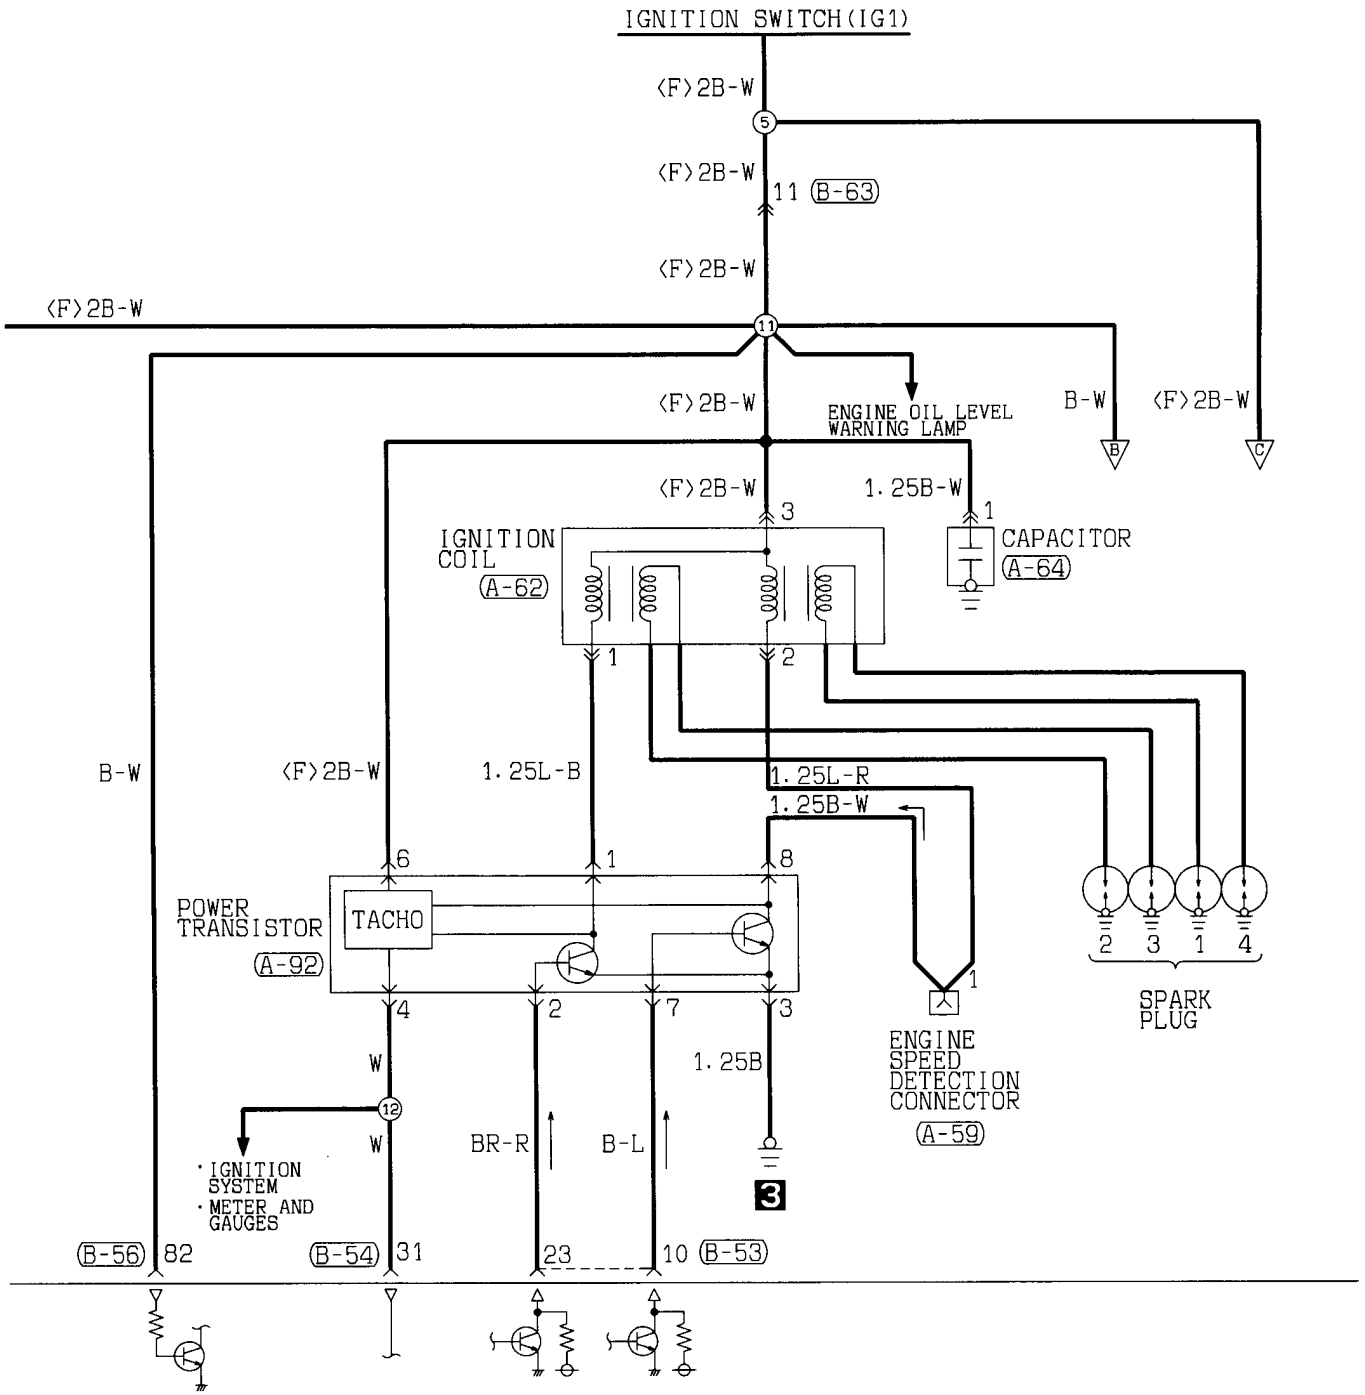 IGNITION SWITCH(IG1)
<F>2B-W
5
<F>2B-W
11 B-63
<F>2B-W
<F>2B-W
11
<F>2B-W
ENGINE OIL LEVEL
WARNING LAMP
B-W
<F>2B-W
B
C
<F>2B-W
1.25B-W
3
1
IGNITION
COIL
A-62
CAPACITOR
A-64
1
2
B-W
<F>2B-W
1.25L-B
1.25L-R
1.25B-W
6
1
8
POWER
TRANSISTOR
A-92
TACHO
2
3
1
4
SPARK
PLUG
4
2
7
3
1
ENGINE
SPEED
DETECTION
CONNECTOR
A-59
W
1.25B
12
W
BR-R
B-L
· IGNITION
SYSTEM
· METER AND
GAUGES
3
B-56 82
B-54 31
23
10 B-53